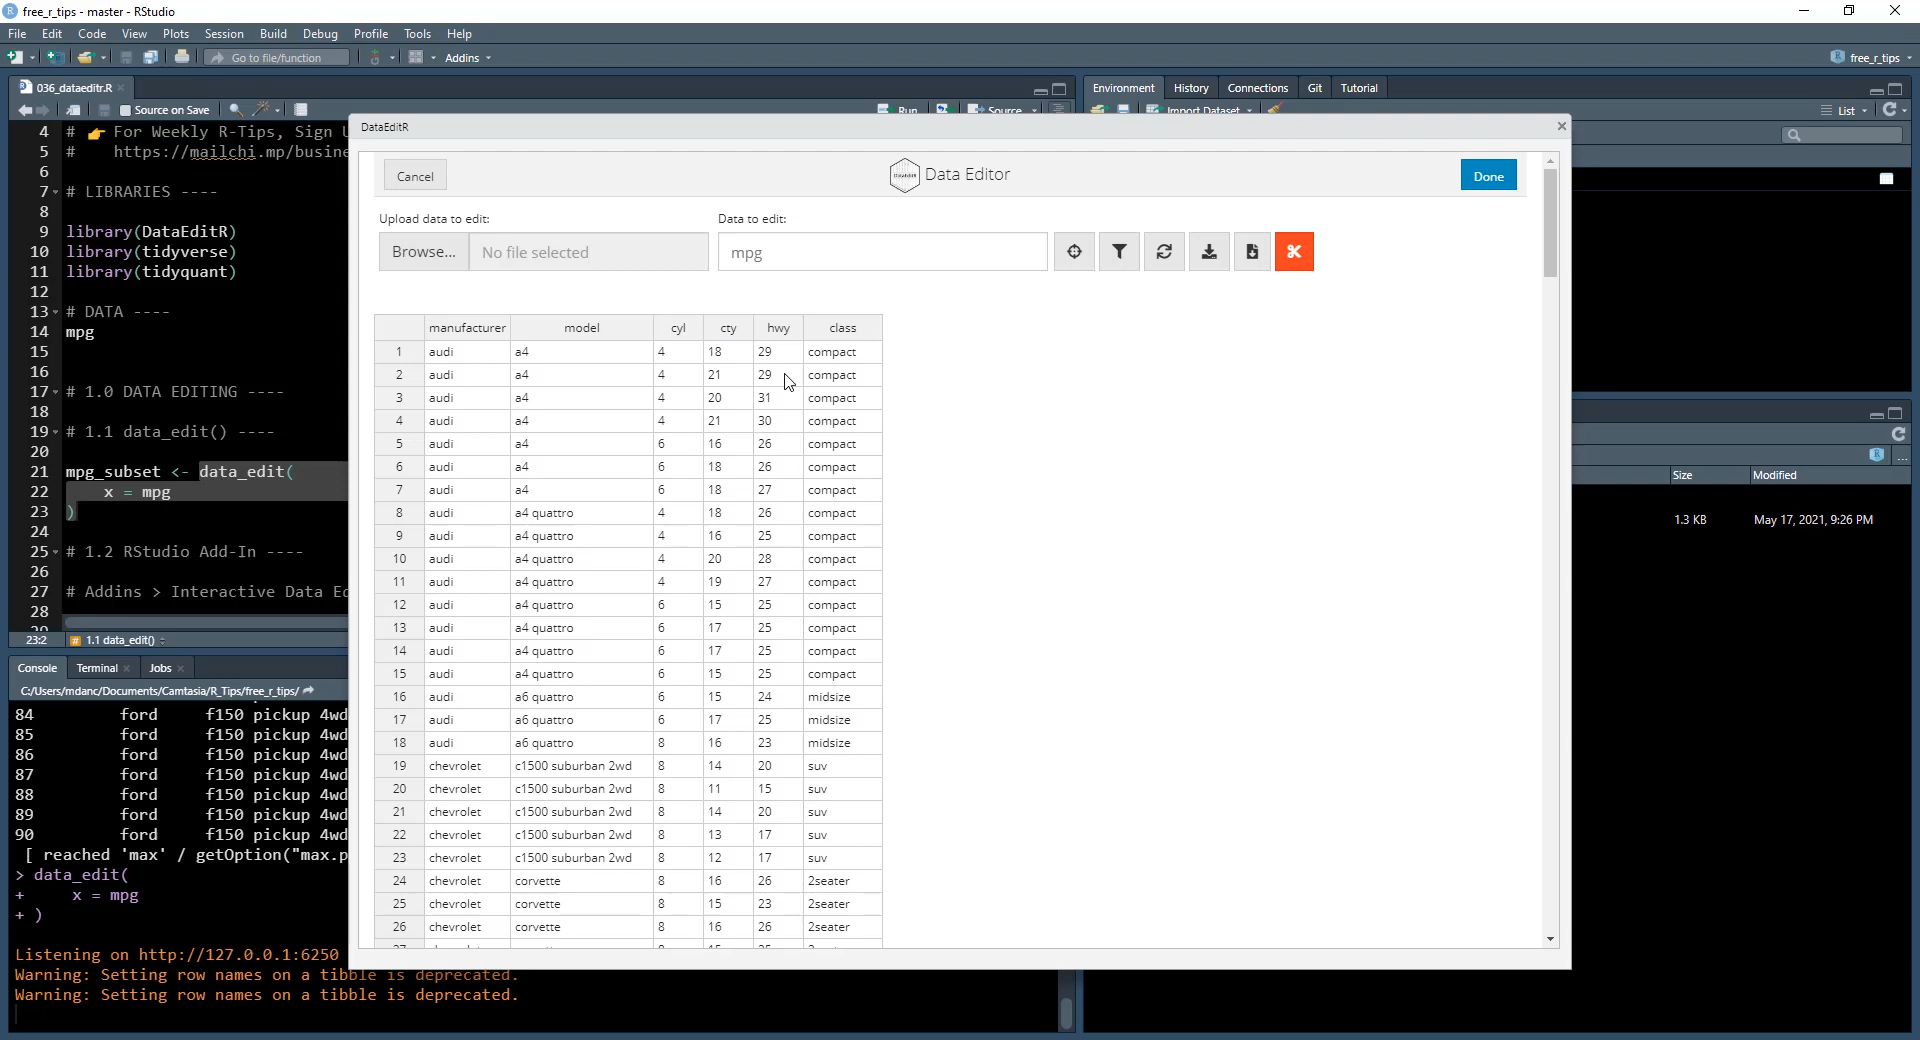 free_r_tips - master - RStudio
File Edit Code View Plots Session Build Debug Profile Tools Help
Go to file/function Addins free_r_tips
036_dataeditr.R
Source on Save Run Source
4 # 👉 For Weekly R-Tips, Sign U
5 # https://mailchi.mp/busine
6
7 # LIBRARIES ----
8
9 library(DataEditR)
10 library(tidyverse)
11 library(tidyquant)
12
13 # DATA ----
14 mpg
15
16
17 # 1.0 DATA EDITING ----
18
19 # 1.1 data_edit() ----
20
21 mpg_subset <- data_edit(
22 x = mpg
23 )
24
25 # 1.2 RStudio Add-In ----
26
27 # Addins > Interactive Data Ed
28
29
23:2 # 1.1 data_edit()
Console Terminal Jobs
C:/Users/mdanc/Documents/Camtasia/R_Tips/free_r_tips/
84 ford f150 pickup 4wd
85 ford f150 pickup 4wd
86 ford f150 pickup 4wd
87 ford f150 pickup 4wd
88 ford f150 pickup 4wd
89 ford f150 pickup 4wd
90 ford f150 pickup 4wd
[ reached 'max' / getOption("max.p
> data_edit(
+ x = mpg
+ )
Listening on http://127.0.0.1:6250
Warning: Setting row names on a tibble is deprecated.
Warning: Setting row names on a tibble is deprecated.
DataEditR
Cancel DataEditR Data Editor Done
Upload data to edit: Data to edit:
Browse... No file selected mpg
manufacturer model cyl cty hwy class
1 audi a4 4 18 29 compact
2 audi a4 4 21 29 compact
3 audi a4 4 20 31 compact
4 audi a4 4 21 30 compact
5 audi a4 6 16 26 compact
6 audi a4 6 18 26 compact
7 audi a4 6 18 27 compact
8 audi a4 quattro 4 18 26 compact
9 audi a4 quattro 4 16 25 compact
10 audi a4 quattro 4 20 28 compact
11 audi a4 quattro 4 19 27 compact
12 audi a4 quattro 6 15 25 compact
13 audi a4 quattro 6 17 25 compact
14 audi a4 quattro 6 17 25 compact
15 audi a4 quattro 6 15 25 compact
16 audi a6 quattro 6 15 24 midsize
17 audi a6 quattro 6 17 25 midsize
18 audi a6 quattro 8 16 23 midsize
19 chevrolet c1500 suburban 2wd 8 14 20 suv
20 chevrolet c1500 suburban 2wd 8 11 15 suv
21 chevrolet c1500 suburban 2wd 8 14 20 suv
22 chevrolet c1500 suburban 2wd 8 13 17 suv
23 chevrolet c1500 suburban 2wd 8 12 17 suv
24 chevrolet corvette 8 16 26 2seater
25 chevrolet corvette 8 15 23 2seater
26 chevrolet corvette 8 16 26 2seater
Environment History Connections Git Tutorial
Import Dataset List
Size Modified
1.3 KB May 17, 2021, 9:26 PM